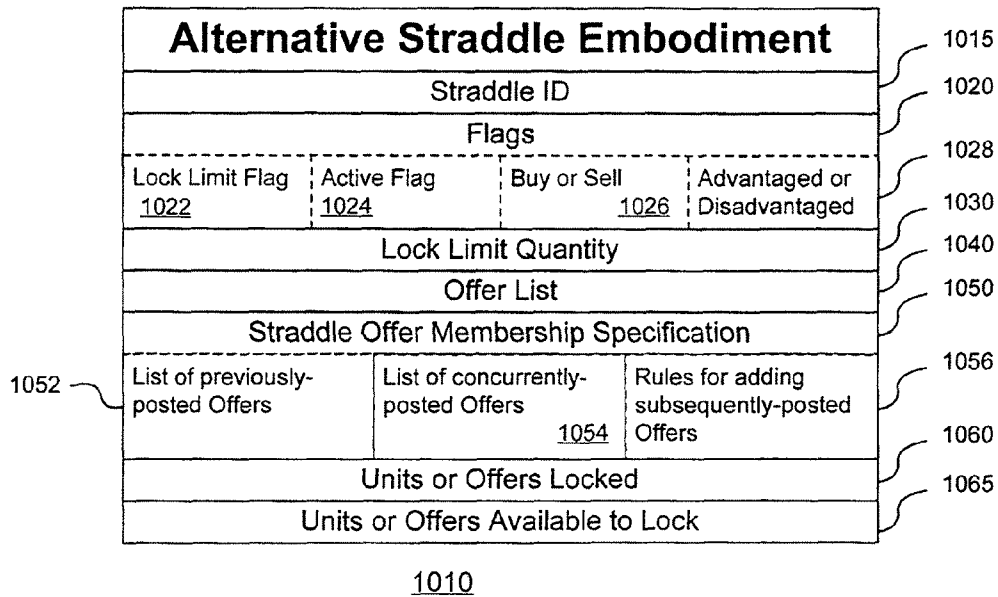 Alternative Straddle Embodiment
1015
Straddle ID
1020
Flags
1028
Lock Limit Flag
1022
Active Flag
1024
Buy or Sell
1026
Advantaged or
Disadvantaged
1030
Lock Limit Quantity
1040
Offer List
1050
Straddle Offer Membership Specification
1056
1052
List of previously-
posted Offers
List of concurrently-
posted Offers
1054
Rules for adding
subsequently-posted
Offers
1060
Units or Offers Locked
1065
Units or Offers Available to Lock
1010